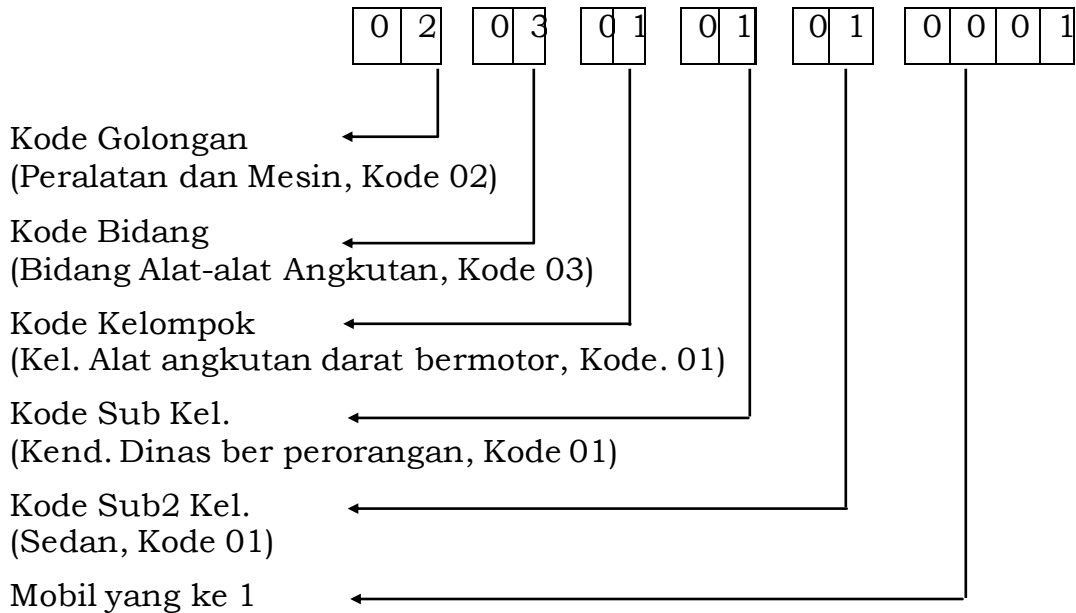 0 2 0 3 0 1 0 1 0 1 0 0 0 1
Kode Golongan
(Peralatan dan Mesin, Kode 02)
Kode Bidang
(Bidang Alat-alat Angkutan, Kode 03)
Kode Kelompok
(Kel. Alat angkutan darat bermotor, Kode. 01)
Kode Sub Kel.
(Kend. Dinas ber perorangan, Kode 01)
Kode Sub2 Kel.
(Sedan, Kode 01)
Mobil yang ke 1